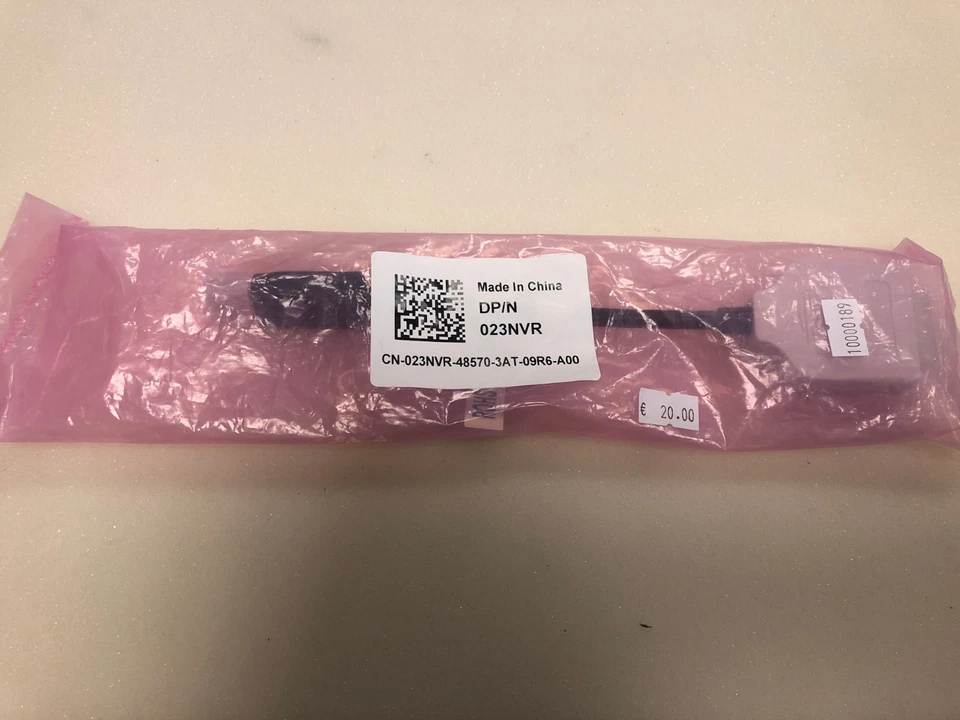 Made In China
DP/N
023NVR
CN-023NVR-48570-3AT-09R6-A00
10000189
€ 20.00